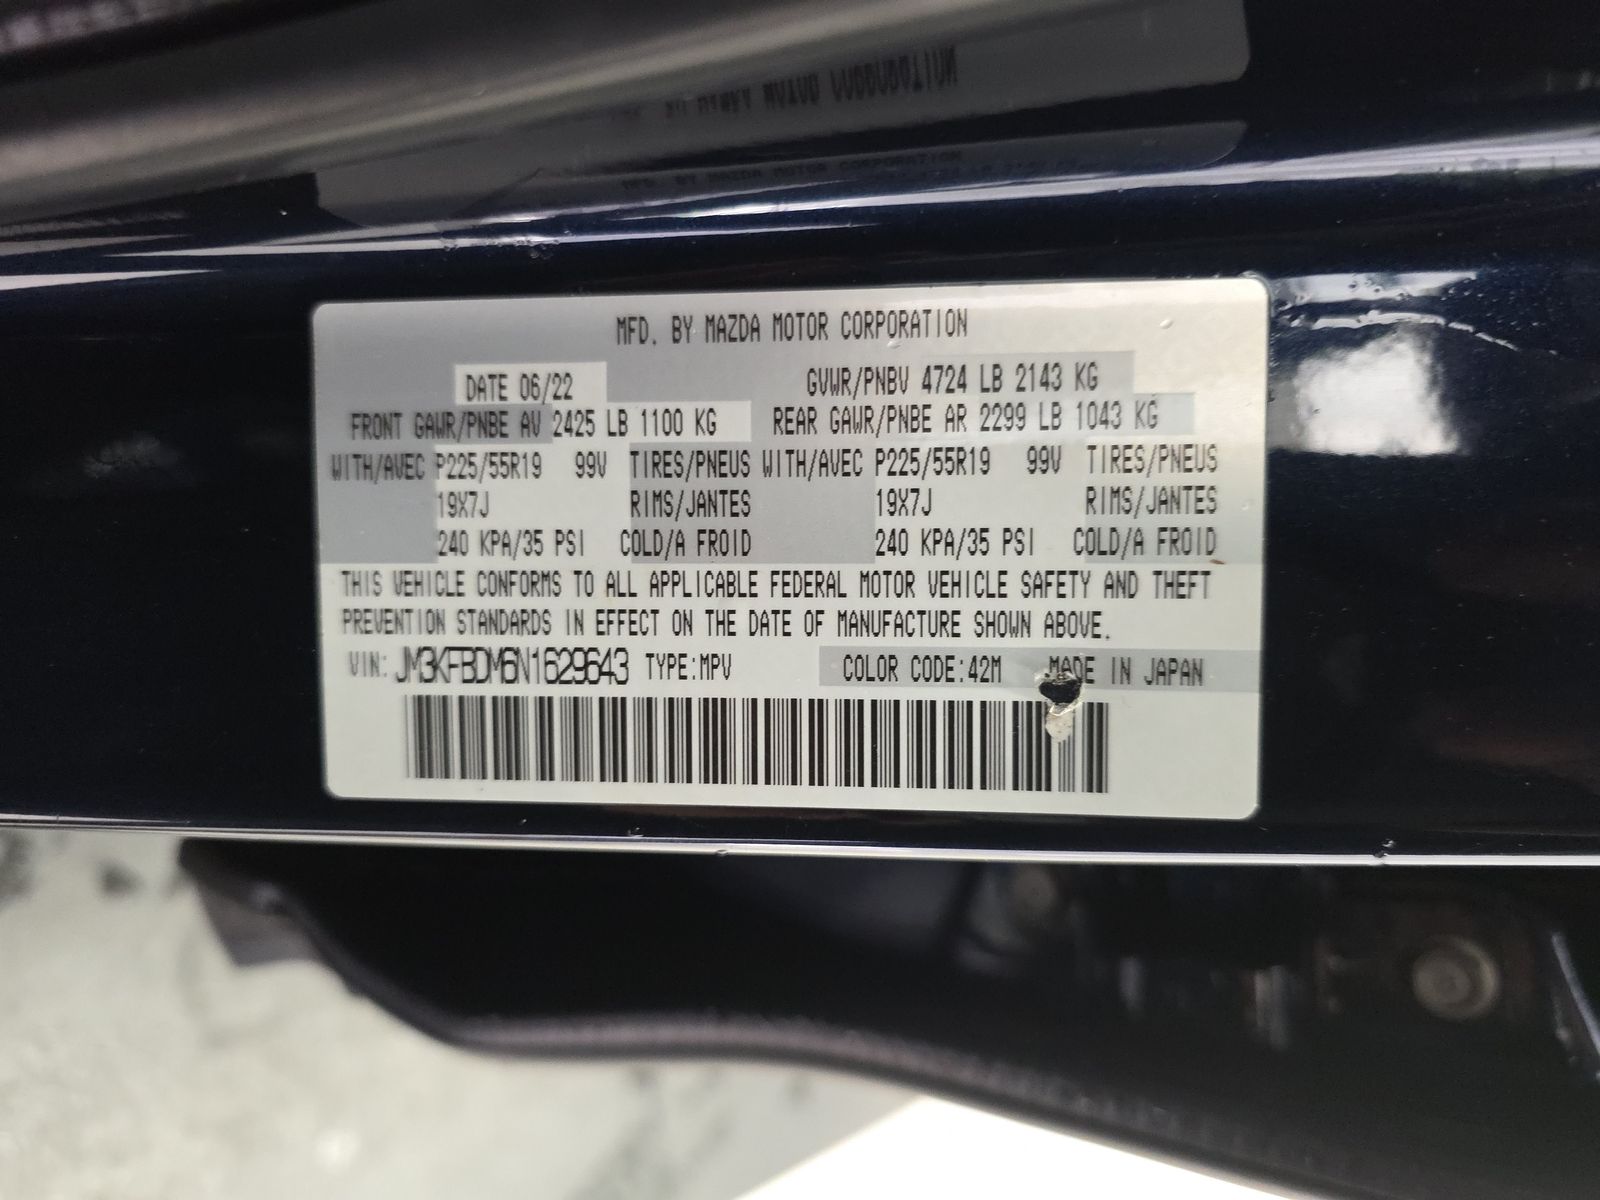 MFD. BY MAZDA MOTOR CORPORATION
DATE 06/22 GVWR/PNBV 4724 LB 2143 KG
FRONT GAWR/PNBE AV 2425 LB 1100 KG REAR GAWR/PNBE AR 2299 LB 1043 KG
WITH/AVEC P225/55R19 99V TIRES/PNEUS WITH/AVEC P225/55R19 99V TIRES/PNEUS
19X7J RIMS/JANTES 19X7J RIMS/JANTES
240 KPA/35 PSI COLD/A FROID 240 KPA/35 PSI COLD/A FROID
THIS VEHICLE CONFORMS TO ALL APPLICABLE FEDERAL MOTOR VEHICLE SAFETY AND THEFT
PREVENTION STANDARDS IN EFFECT ON THE DATE OF MANUFACTURE SHOWN ABOVE.
VIN: JM3KFBDM6N1629643 TYPE:MPV COLOR CODE:42M MADE IN JAPAN